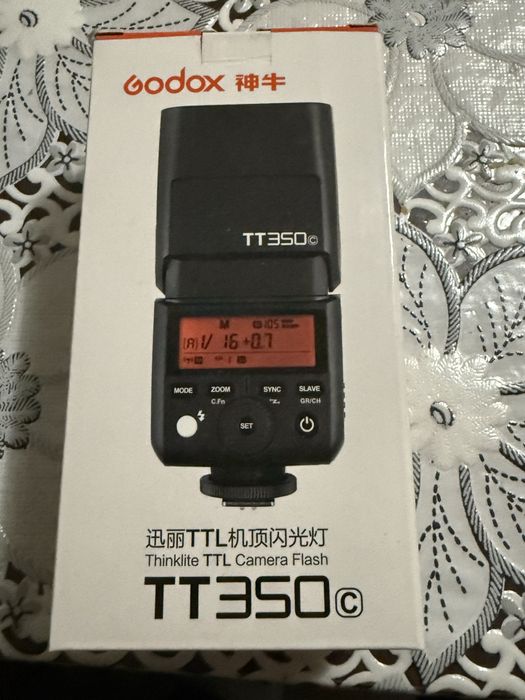 Godox 神牛
TT350C
M 105
[A] 1/16 +0.7
MODE ZOOM SYNC SLAVE
C.Fn GR/CH
SET
迅丽TTL机顶闪光灯
Thinklite TTL Camera Flash
TT350C